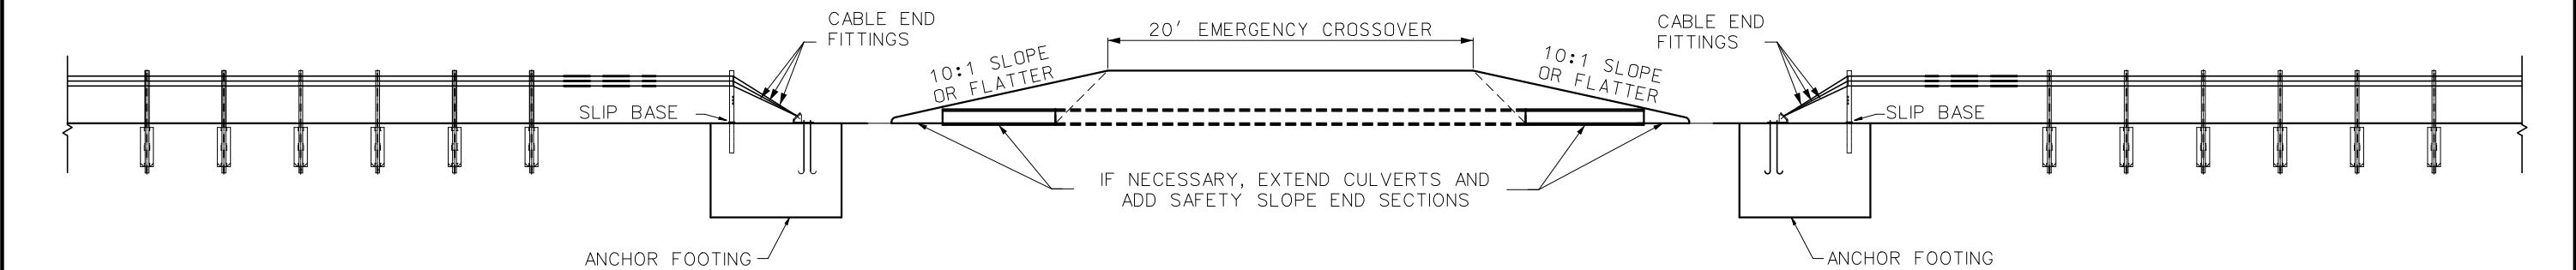 CABLE END
FITTINGS
10:1 SLOPE
OR FLATTER
20' EMERGENCY CROSSOVER
10:1 SLOPE
OR FLATTER
CABLE END
FITTINGS
SLIP BASE
SLIP BASE
IF NECESSARY, EXTEND CULVERTS AND
ADD SAFETY SLOPE END SECTIONS
ANCHOR FOOTING
ANCHOR FOOTING